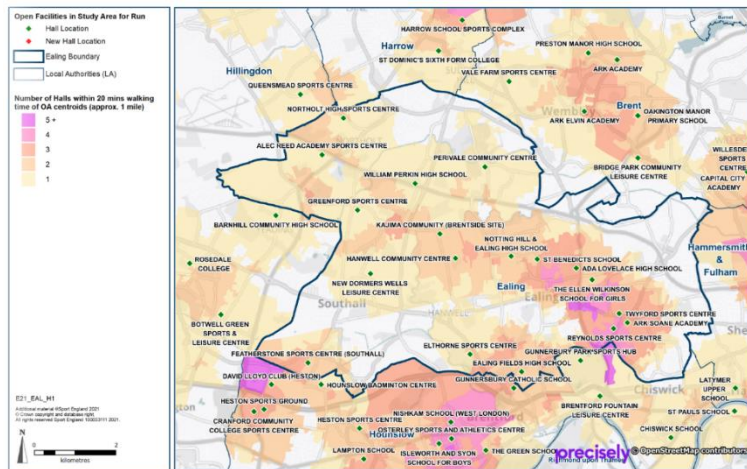 Open Facilities in Study Area for Run
Hall Location
New Hall Location
Ealing Boundary
Local Authorities (LA)
Number of Halls within 20 mins walking
time of OA centroids (approx. 1 mile)
5 +
4
3
2
1
E21_EAL_H1
0
2
kilometres
N
HARROW SCHOOL SPORTS COMPLEX
Harrow
ST DOMINIC'S SIXTH FORM COLLEGE
PRESTON MANOR HIGH SCHOOL
ARK ACADEMY
Hillingdon
QUEENSMEAD SPORTS CENTRE
VALE FARM SPORTS CENTRE
NORTHOLT HIGH SPORTS CENTRE
Wembley
Brent
ARK ELVIN ACADEMY
OAKINGTON MANOR
PRIMARY SCHOOL
ALEC REED ACADEMY SPORTS CENTRE
PERIVALE COMMUNITY CENTRE
BRIDGE PARK COMMUNITY
LEISURE CENTRE
WILLESDEN
SPORTS
CENTRE
CAPITAL CITY
ACADEMY
WILLIAM PERKIN HIGH SCHOOL
GREENFORD SPORTS CENTRE
BARNHILL COMMUNITY HIGH SCHOOL
KAJIMA COMMUNITY (BRENTSIDE SITE)
NOTTING HILL &
EALING HIGH SCHOOL
Hammersmith
&
Fulham
ROSEDALE
COLLEGE
HANWELL COMMUNITY CENTRE
ST BENEDICTS SCHOOL
ADA LOVELACE HIGH SCHOOL
NEW DORMERS WELLS
LEISURE CENTRE
Ealing
THE ELLEN WILKINSON
SCHOOL FOR GIRLS
Southall
HANWELL
BOTWELL GREEN
SPORTS &
LEISURE CENTRE
TWYFORD SPORTS CENTRE
ARK SOANE ACADEMY
REYNOLDS SPORTS CENTRE
FEATHERSTONE SPORTS CENTRE (SOUTHALL)
ELTHORNE SPORTS CENTRE
GUNNERSBURY PARK SPORTS HUB
EALING FIELDS HIGH SCHOOL
DAVID LLOYD CLUB (HESTON)
HOUNSLOW BADMINTON CENTRE
GUNNERSBURY CATHOLIC SCHOOL
Chiswick
LATYMER
UPPER
SCHOOL
HESTON SPORTS GROUND
BRENTFORD FOUNTAIN
LEISURE CENTRE
CRANFORD COMMUNITY
COLLEGE SPORTS CENTRE
NISHKAM SCHOOL (WEST LONDON)
ST PAULS SCHOOL
HESTON SPORTS CENTRE
OSTERLEY SPORTS AND ATHLETICS CENTRE
Hounslow
CHISWICK SCHOOL
LAMPTON SCHOOL
ISLEWORTH AND SYON
SCHOOL FOR BOYS
THE GREEN SCHOOL
precisely
© OpenStreetMap contributors